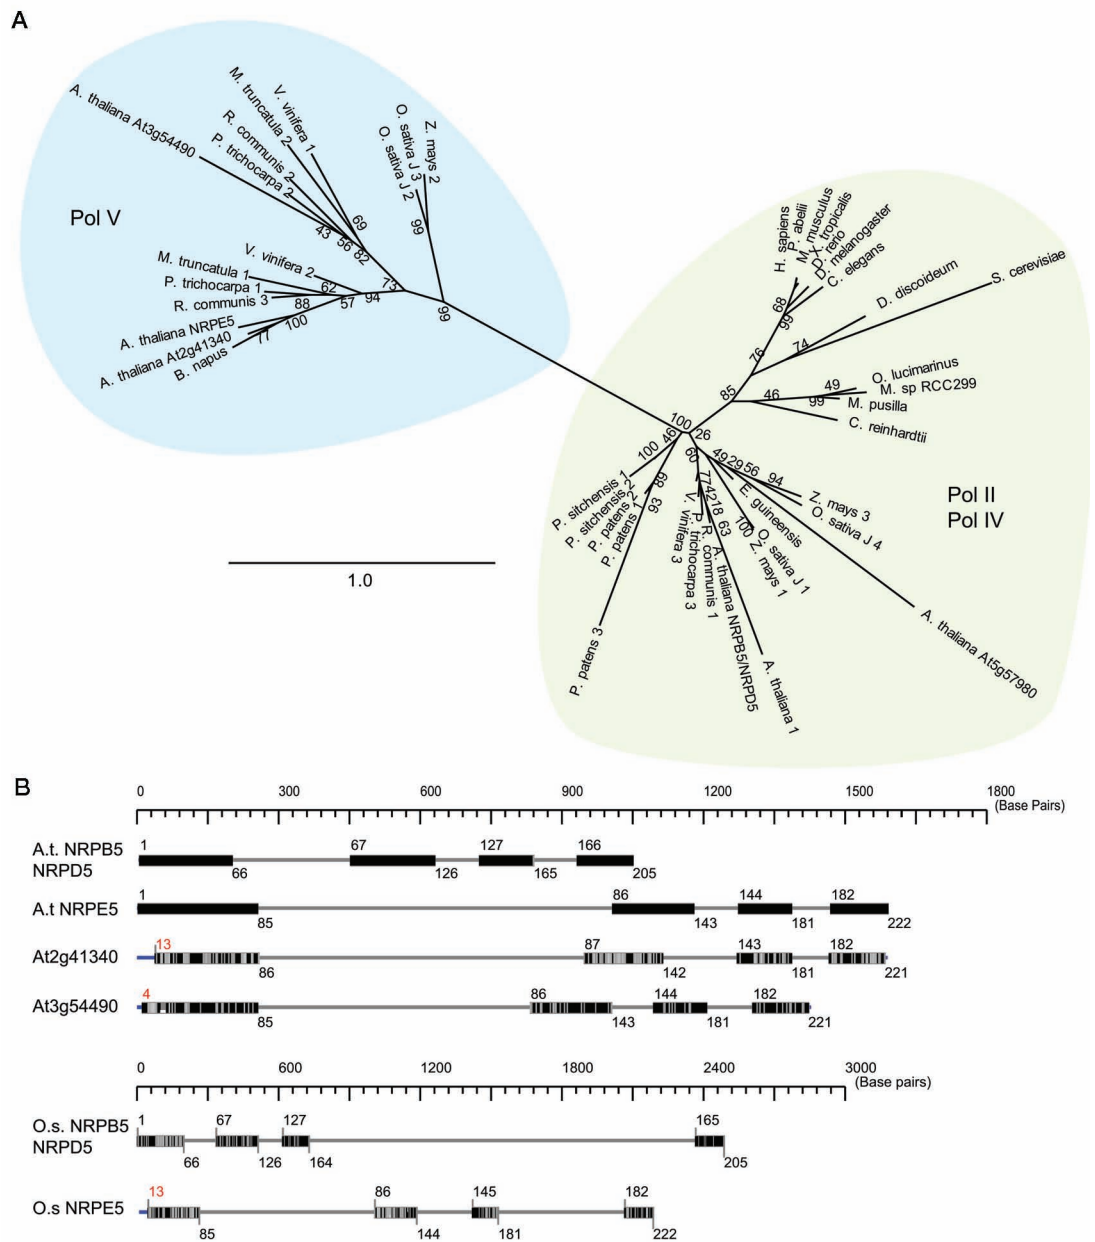 A
A. thaliana At3g54490
M. truncatula 2
V. vinifera 1
R. communis 2
P. trichocarpa 2
O. sativa J 2
O. sativa J 3
Z. mays 2
Pol V
69
43
56
82
99
M. truncatula 1
V. vinifera 2
P. trichocarpa 1
R. communis 3
A. thaliana NRPE5
A. thaliana At2g41340
B. napus
62
88
57
94
73
100
77
99
H. sapiens
P. abelii
M. musculus
X. tropicalis
D. rerio
D. melanogaster
C. elegans
D. discoideum
S. cerevisiae
68
99
76
74
85
46
49
99
O. lucimarinus
M. sp RCC299
M. pusilla
C. reinhardtii
100
46
26
100
60
89
93
P. sitchensis 1
P. sitchensis 2
P. patens 2
P. patens 1
P. patens 3
774218
63
100
49
29
56
94
V. vinifera 3
P. trichocarpa 3
R. communis 1
A. thaliana NRPB5/NRPD5
A. thaliana 1
E. guineensis
Z. mays 1
O. sativa J 1
Z. mays 3
O. sativa J 4
A. thaliana At5g57980
Pol II
Pol IV
1.0
B
0 300 600 900 1200 1500 1800
(Base Pairs)
A.t. NRPB5
NRPD5
1 67 127 166
66 126 165 205
A.t NRPE5
1 86 144 182
85 143 181 222
At2g41340
13 87 143 182
86 142 181 221
At3g54490
4 86 144 182
85 143 181 221
0 600 1200 1800 2400 3000
(Base pairs)
O.s. NRPB5
NRPD5
1 67 127 165
66 126 164 205
O.s NRPE5
13 86 145 182
85 144 181 222